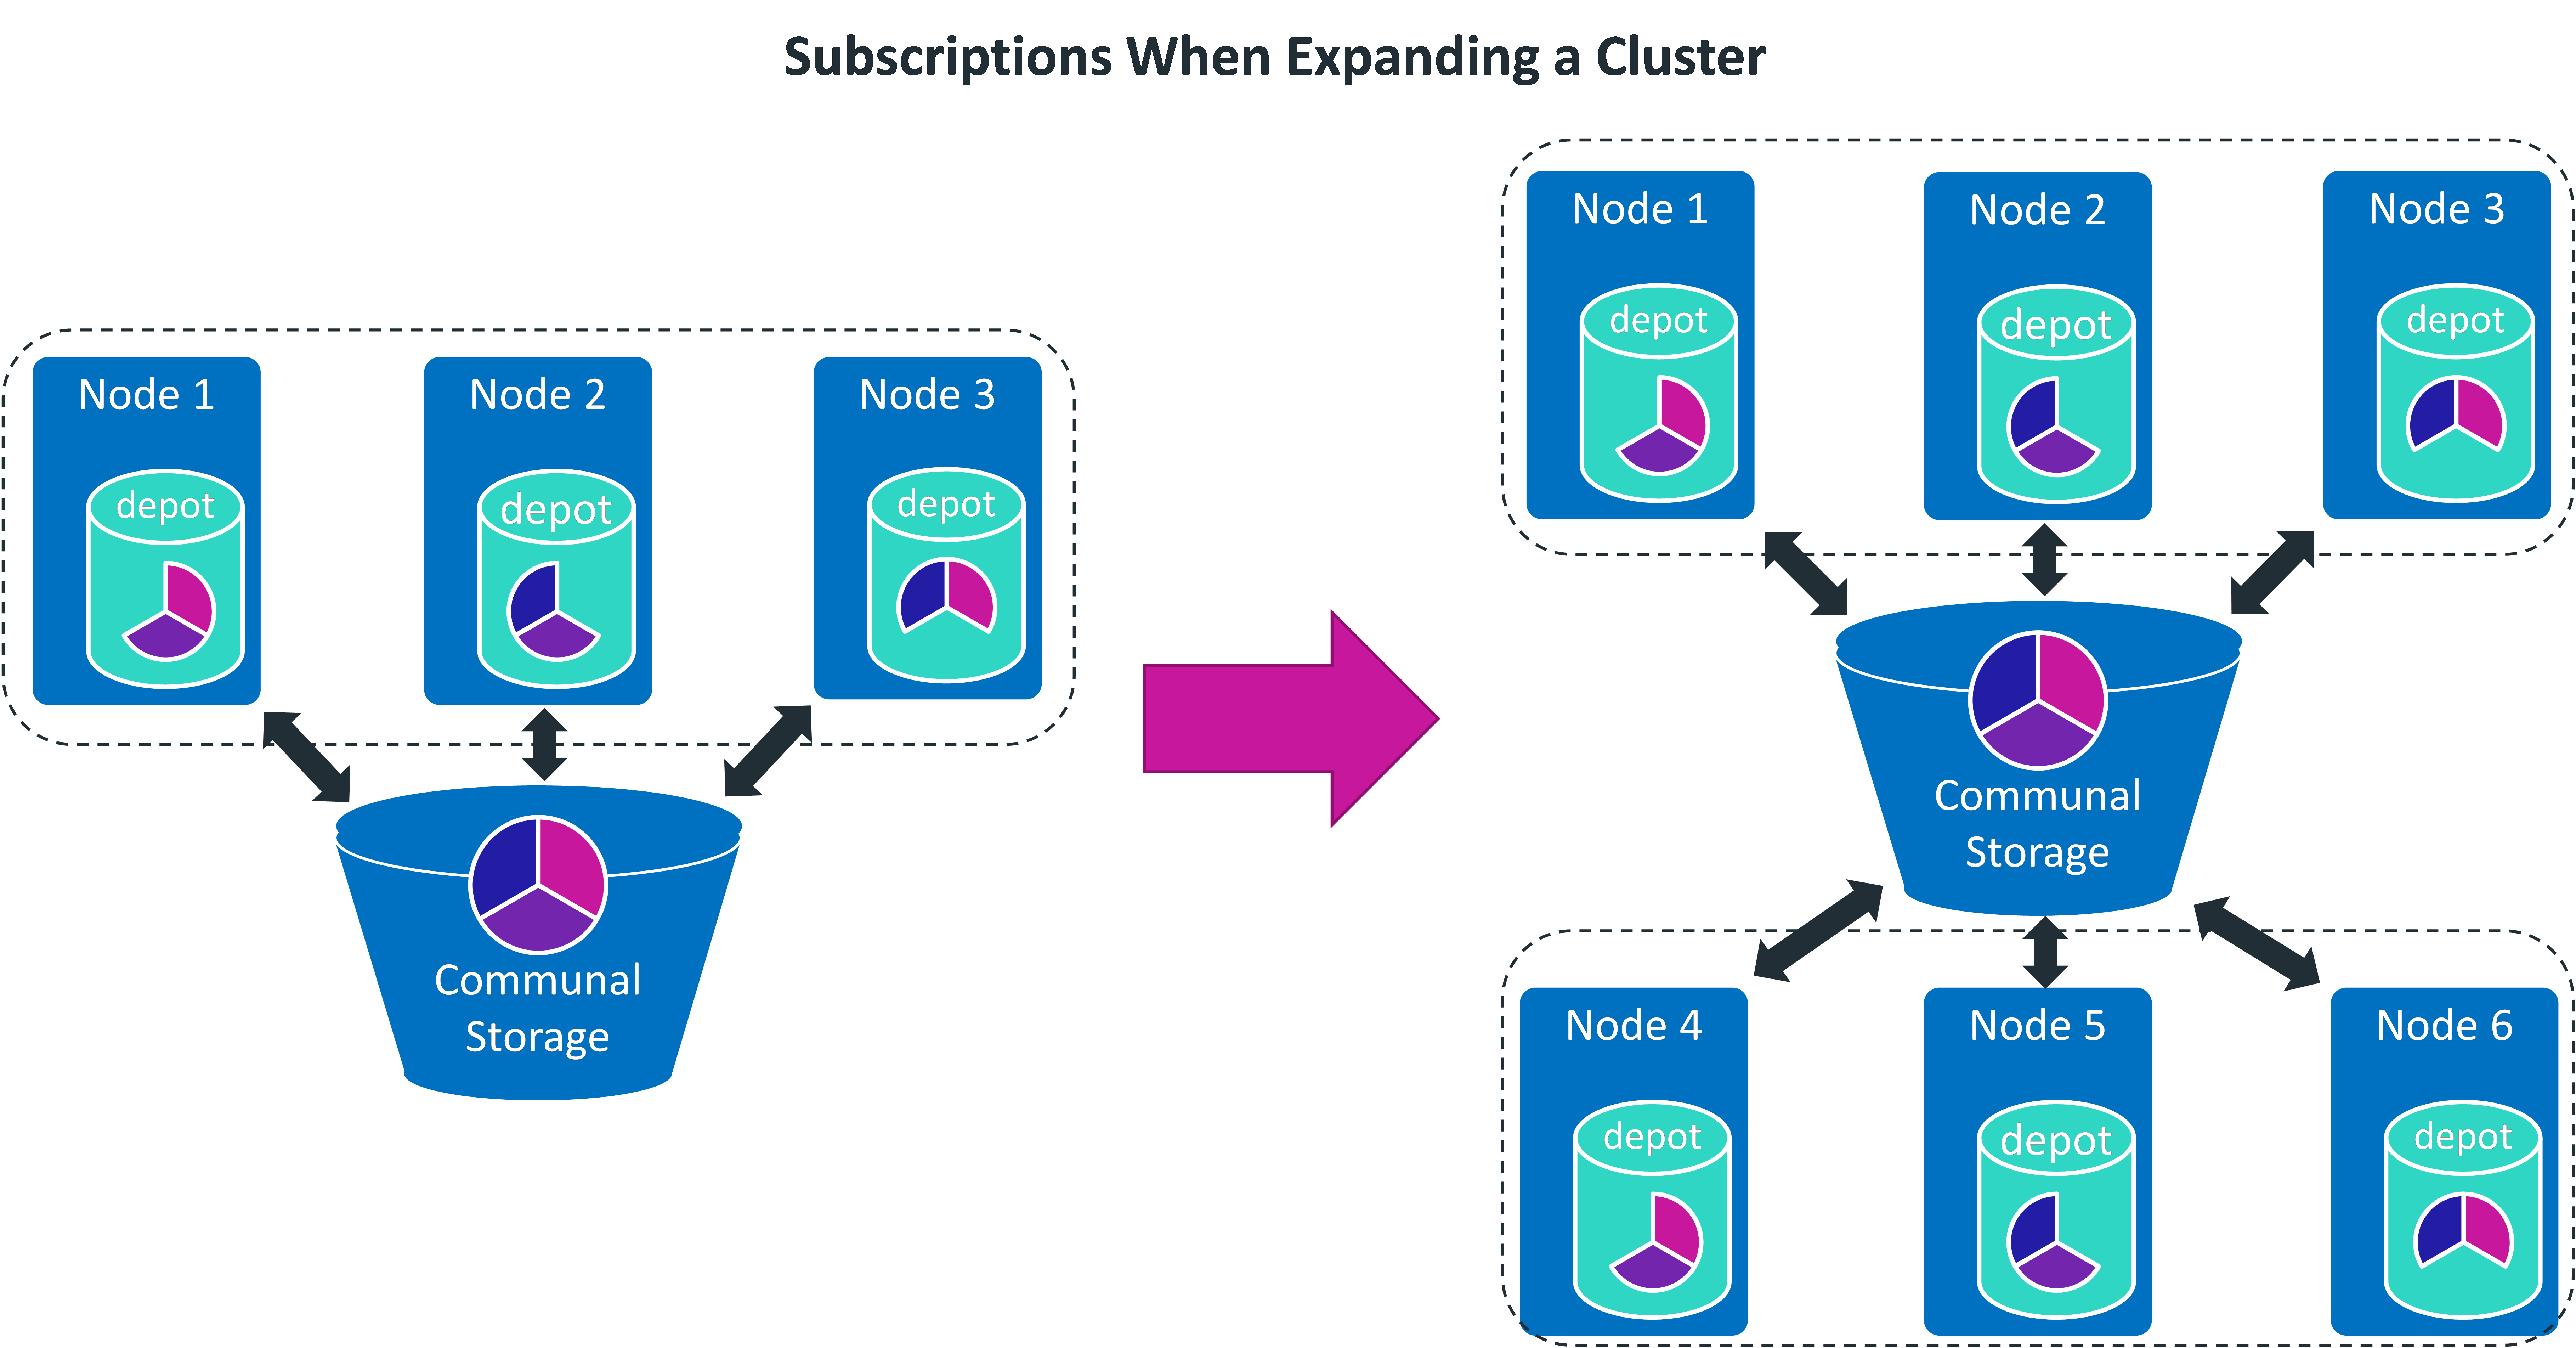 Subscriptions When Expanding a Cluster
Node 1
Node 2
Node 3
depot
depot
depot
Communal
Storage
Node 1
Node 2
Node 3
depot
depot
depot
Communal
Storage
Node 4
Node 5
Node 6
depot
depot
depot